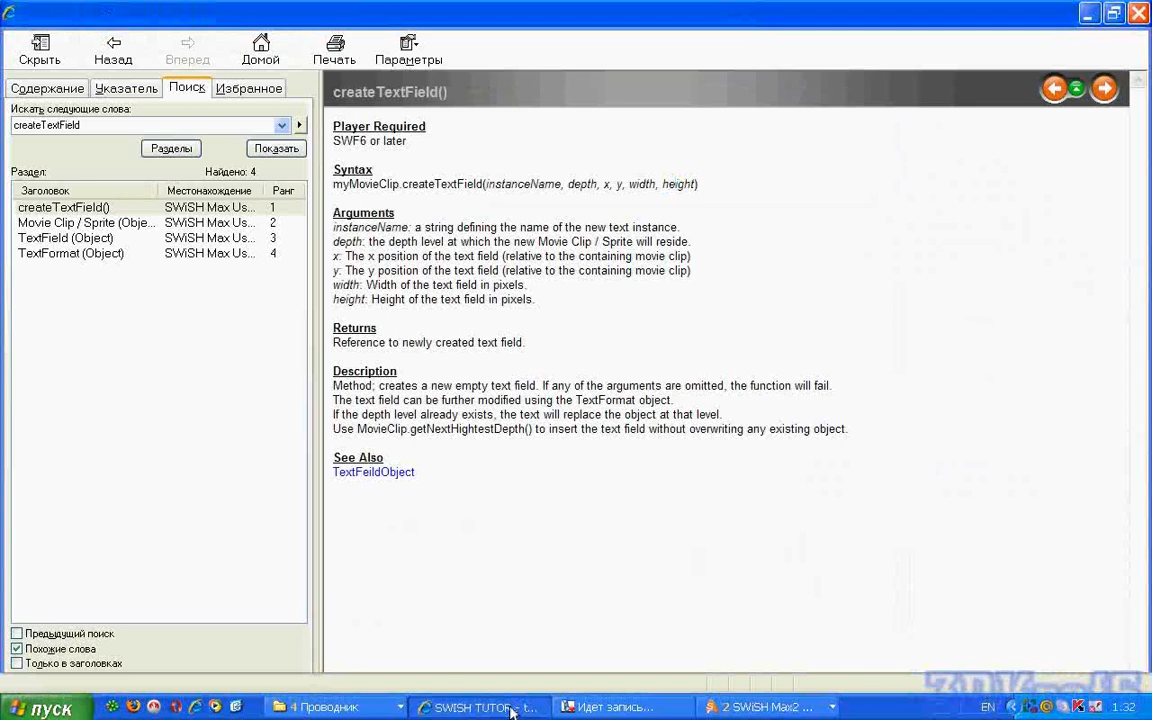 Скрыть Назад Вперед Домой Печать Параметры
Содержание Указатель Поиск Избранное
Искать следующие слова:
createTextField
Разделы Показать
Раздел: Найдено: 4
Заголовок Местонахождение Ранг
createTextField() SWiSH Max Us... 1
Movie Clip / Sprite (Obje... SWiSH Max Us... 2
TextField (Object) SWiSH Max Us... 3
TextFormat (Object) SWiSH Max Us... 4
Предыдущий поиск
Похожие слова
Только в заголовках
createTextField()
Player Required
SWF6 or later
Syntax
myMovieClip.createTextField(instanceName, depth, x, y, width, height)
Arguments
instanceName: a string defining the name of the new text instance.
depth: the depth level at which the new Movie Clip / Sprite will reside.
x: The x position of the text field (relative to the containing movie clip)
y: The y position of the text field (relative to the containing movie clip)
width: Width of the text field in pixels.
height: Height of the text field in pixels.
Returns
Reference to newly created text field.
Description
Method; creates a new empty text field. If any of the arguments are omitted, the function will fail.
The text field can be further modified using the TextFormat object.
If the depth level already exists, the text will replace the object at that level.
Use MovieClip.getNextHightestDepth() to insert the text field without overwriting any existing object.
See Also
TextFeildObject
пуск 4 Проводник SWISH TUTOR - t... Идет запись... 2 SWiSH Max2 ... EN 1:32